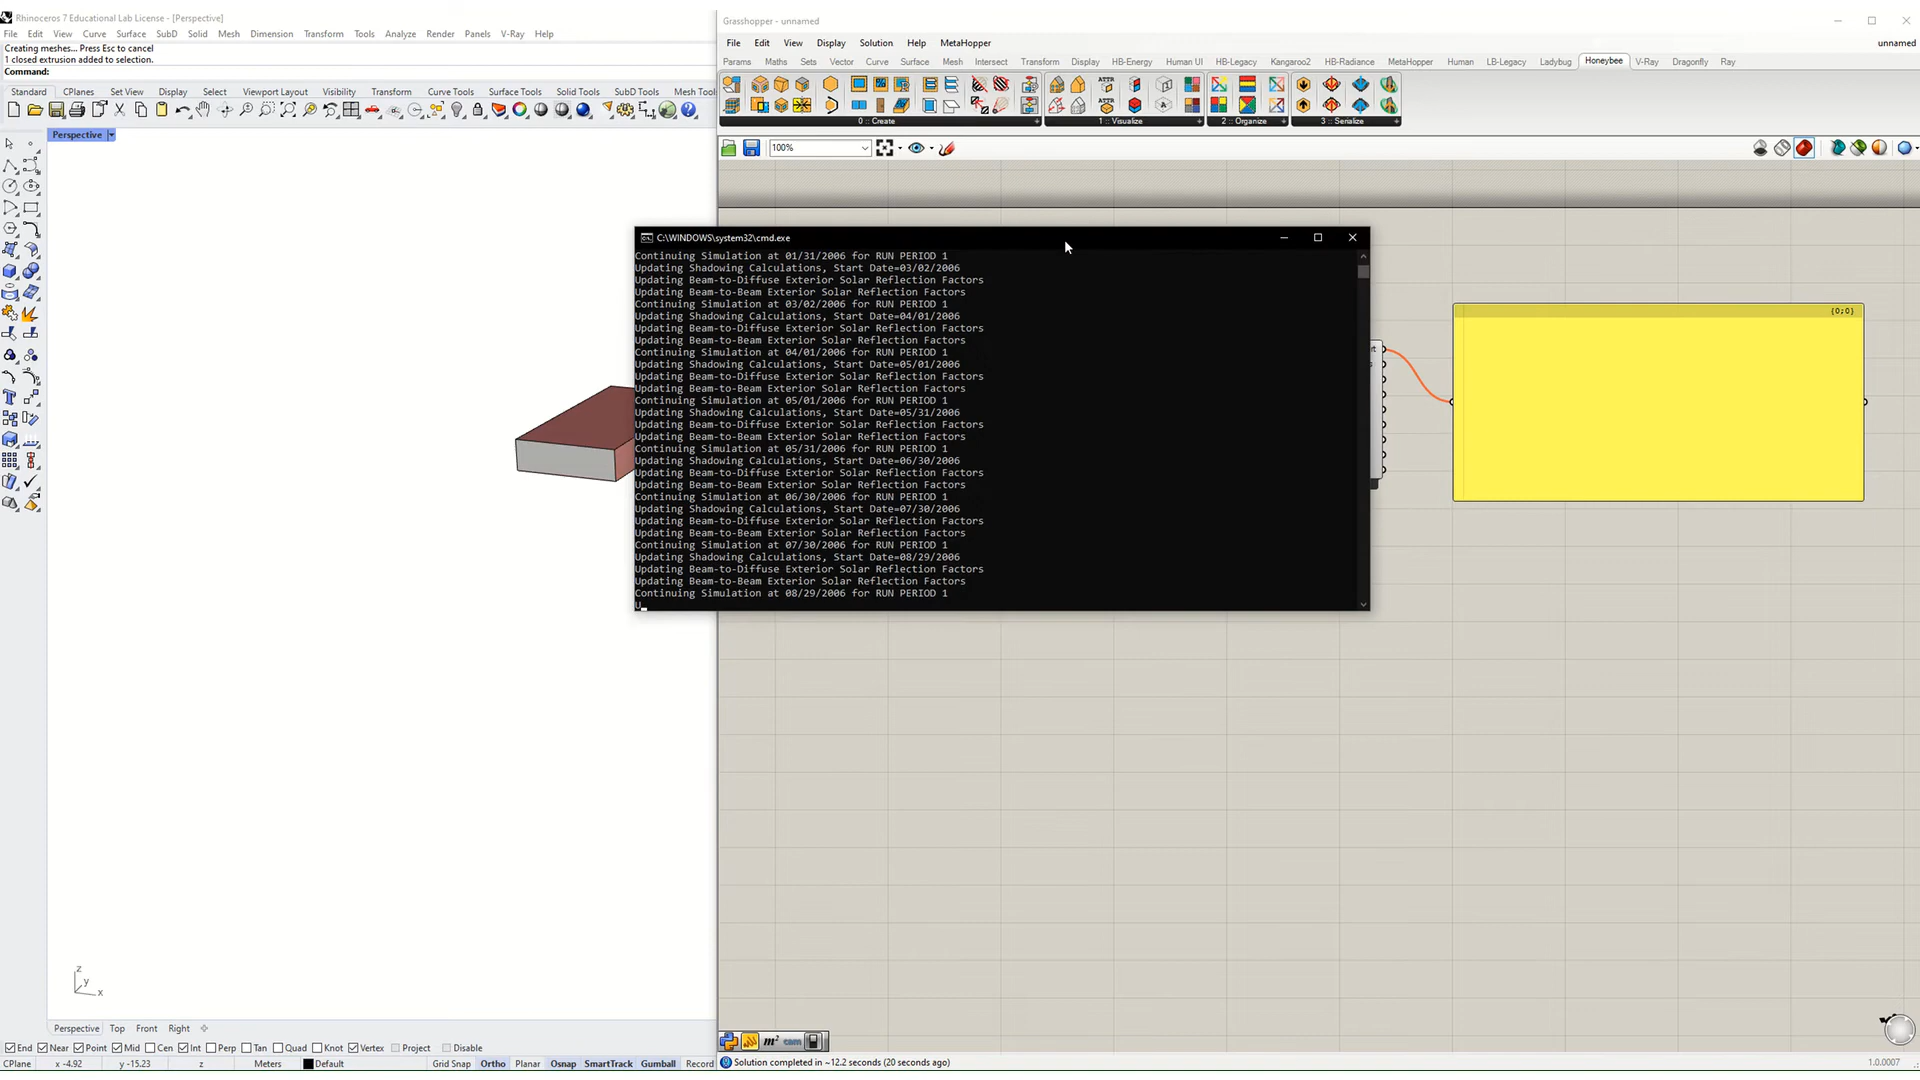 Rhinoceros 7 Educational Lab License - [Perspective]
File Edit View Curve Surface SubD Solid Mesh Dimension Transform Tools Analyze Render Panels V-Ray Help
Creating meshes... Press Esc to cancel
1 closed extrusion added to selection.
Command:
Standard CPlanes Set View Display Select Viewport Layout Visibility Transform Curve Tools Surface Tools Solid Tools SubD Tools Mesh Tools
Perspective
Grasshopper - unnamed
File Edit View Display Solution Help MetaHopper
unnamed
Params Maths Sets Vector Curve Surface Mesh Intersect Transform Display HB-Energy Human UI HB-Legacy Kangaroo2 HB-Radiance MetaHopper Human LB-Legacy Ladybug Honeybee V-Ray Dragonfly Ray
ATTR
ATTR
A
0 :: Create 1 :: Visualize 2 :: Organize 3 :: Serialize
100%
C:\WINDOWS\system32\cmd.exe
Continuing Simulation at 01/31/2006 for RUN PERIOD 1
Updating Shadowing Calculations, Start Date=03/02/2006
Updating Beam-to-Diffuse Exterior Solar Reflection Factors
Updating Beam-to-Beam Exterior Solar Reflection Factors
Continuing Simulation at 03/02/2006 for RUN PERIOD 1
Updating Shadowing Calculations, Start Date=04/01/2006
Updating Beam-to-Diffuse Exterior Solar Reflection Factors
Updating Beam-to-Beam Exterior Solar Reflection Factors
Continuing Simulation at 04/01/2006 for RUN PERIOD 1
Updating Shadowing Calculations, Start Date=05/01/2006
Updating Beam-to-Diffuse Exterior Solar Reflection Factors
Updating Beam-to-Beam Exterior Solar Reflection Factors
Continuing Simulation at 05/01/2006 for RUN PERIOD 1
Updating Shadowing Calculations, Start Date=05/31/2006
Updating Beam-to-Diffuse Exterior Solar Reflection Factors
Updating Beam-to-Beam Exterior Solar Reflection Factors
Continuing Simulation at 05/31/2006 for RUN PERIOD 1
Updating Shadowing Calculations, Start Date=06/30/2006
Updating Beam-to-Diffuse Exterior Solar Reflection Factors
Updating Beam-to-Beam Exterior Solar Reflection Factors
Continuing Simulation at 06/30/2006 for RUN PERIOD 1
Updating Shadowing Calculations, Start Date=07/30/2006
Updating Beam-to-Diffuse Exterior Solar Reflection Factors
Updating Beam-to-Beam Exterior Solar Reflection Factors
Continuing Simulation at 07/30/2006 for RUN PERIOD 1
Updating Shadowing Calculations, Start Date=08/29/2006
Updating Beam-to-Diffuse Exterior Solar Reflection Factors
Updating Beam-to-Beam Exterior Solar Reflection Factors
Continuing Simulation at 08/29/2006 for RUN PERIOD 1
U
{0;0}
z
y
x
Perspective Top Front Right
End Near Point Mid Cen Int Perp Tan Quad Knot Vertex Project Disable
CPlane x -4.92 y -15.23 z Meters Default Grid Snap Ortho Planar Osnap SmartTrack Gumball Record
m² cam
Solution completed in ~12.2 seconds (20 seconds ago)
1.0.0007